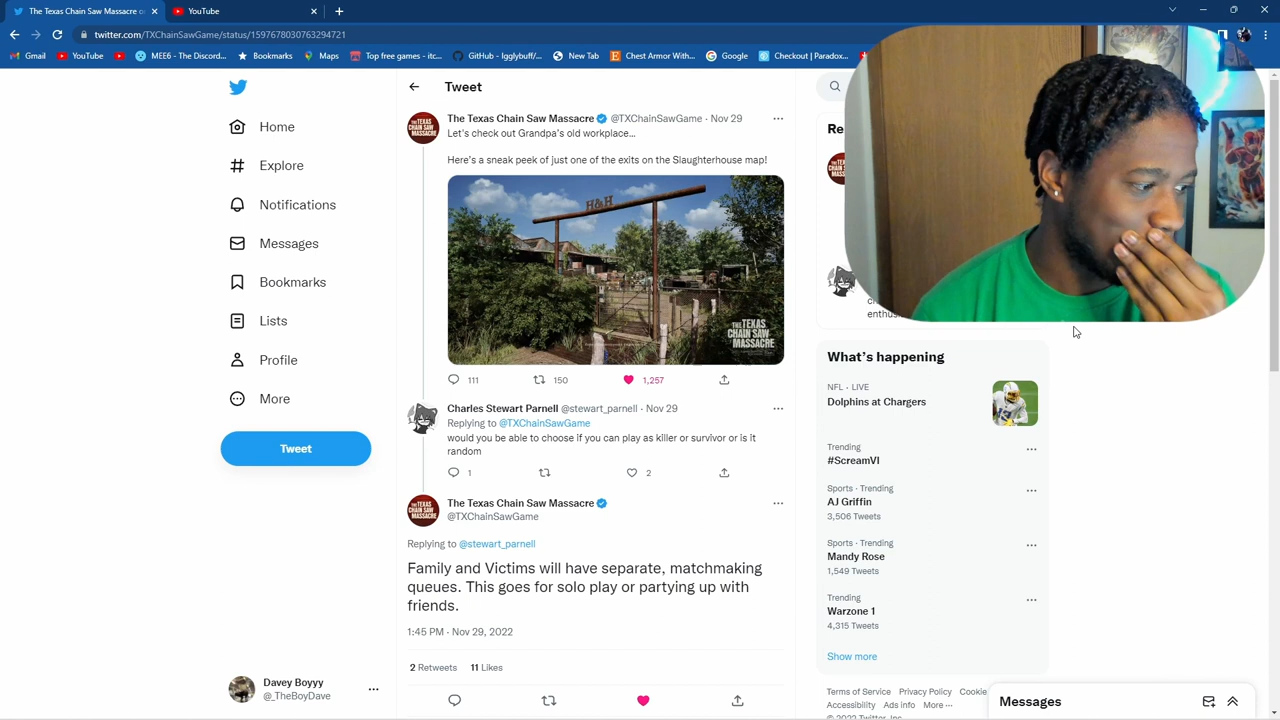 The Texas Chain Saw Massacre o
YouTube
twitter.com/TXChainSawGame/status/1597678030763294721
Gmail
YouTube
MEE6 - The Discord...
Bookmarks
Maps
Top free games - itc...
GitHub - Igglybuff/...
New Tab
Chest Armor With...
Google
Checkout | Paradox...
Home
Explore
Notifications
Messages
Bookmarks
Lists
Profile
More
Tweet
Davey Boyyy
@_TheBoyDave
Tweet
The Texas Chain Saw Massacre @TXChainSawGame · Nov 29
Let's check out Grandpa's old workplace...
Here's a sneak peek of just one of the exits on the Slaughterhouse map!
H&H
THE TEXAS
CHAIN SAW
MASSACRE
111
150
1,257
Charles Stewart Parnell @stewart_parnell · Nov 29
Replying to @TXChainSawGame
would you be able to choose if you can play as killer or survivor or is it
random
1
2
The Texas Chain Saw Massacre
@TXChainSawGame
Replying to @stewart_parnell
Family and Victims will have separate, matchmaking
queues. This goes for solo play or partying up with
friends.
1:45 PM · Nov 29, 2022
2 Retweets 11 Likes
Re
enthus
What's happening
NFL · LIVE
Dolphins at Chargers
Trending
#ScreamVI
Sports · Trending
AJ Griffin
3,506 Tweets
Sports · Trending
Mandy Rose
1,549 Tweets
Trending
Warzone 1
4,315 Tweets
Show more
Terms of Service Privacy Policy Cookie
Accessibility Ads info More ...
© 2022 Twitter, Inc.
Messages